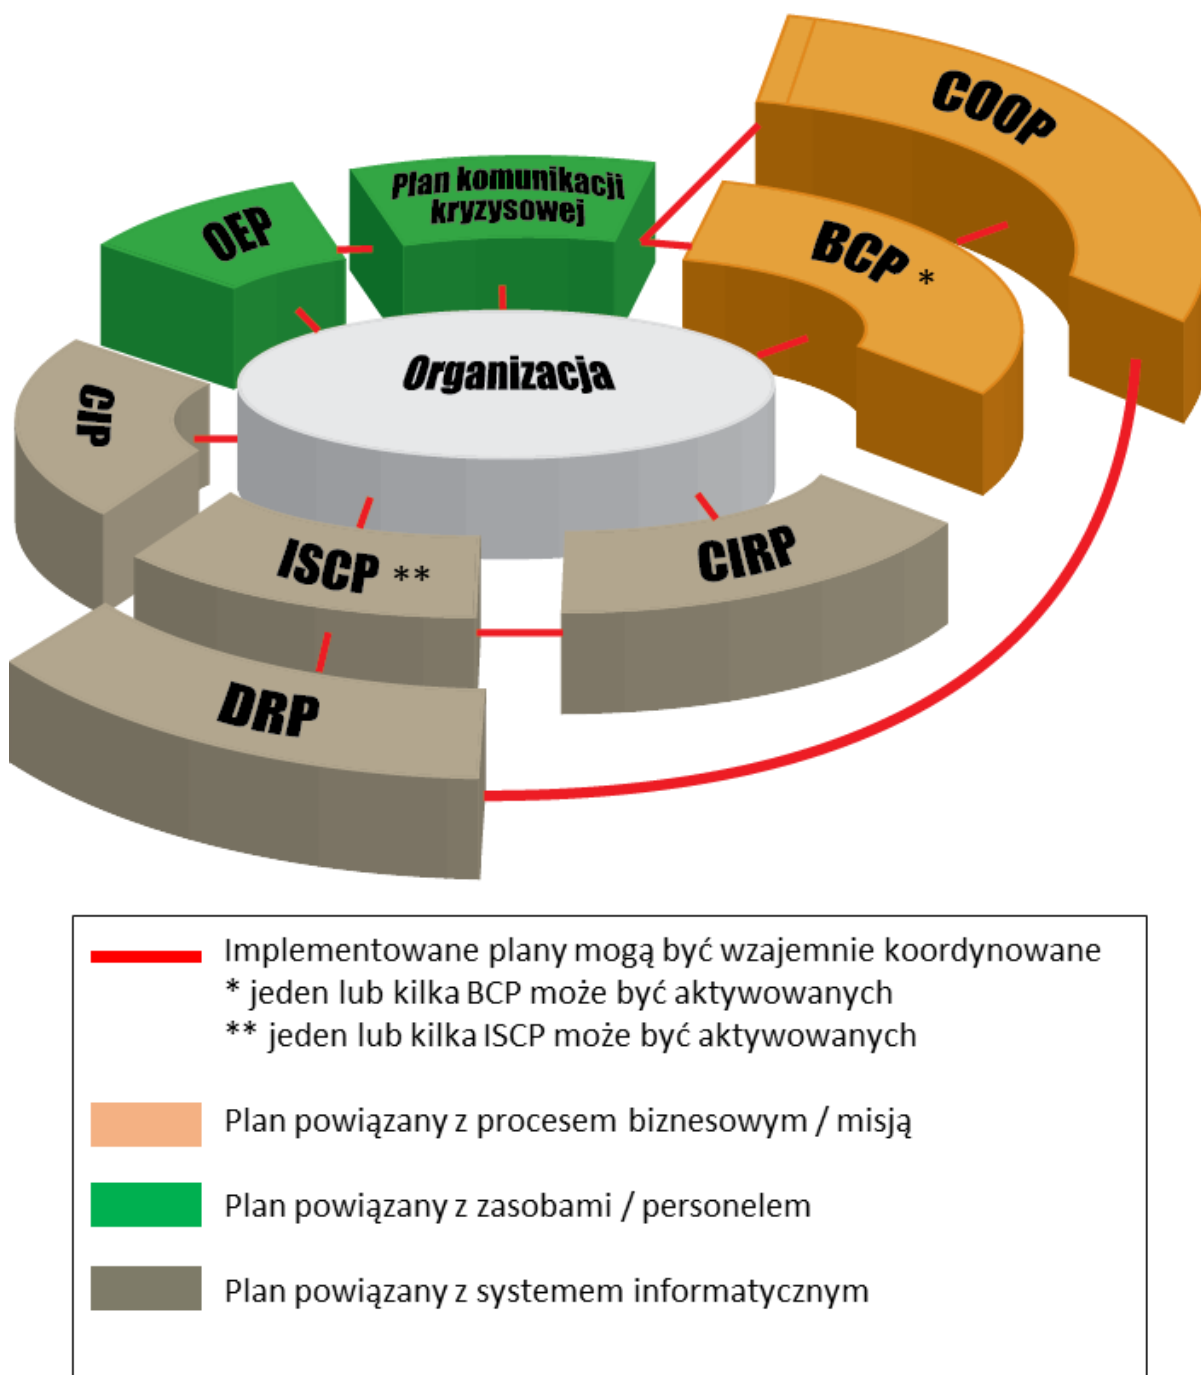 COOP
Plan komunikacji
kryzysowej
OEP
BCP *
Organizacja
CIP
ISCP **
CIRP
DRP
Implementowane plany mogą być wzajemnie koordynowane
* jeden lub kilka BCP może być aktywowanych
** jeden lub kilka ISCP może być aktywowanych
Plan powiązany z procesem biznesowym / misją
Plan powiązany z zasobami / personelem
Plan powiązany z systemem informatycznym